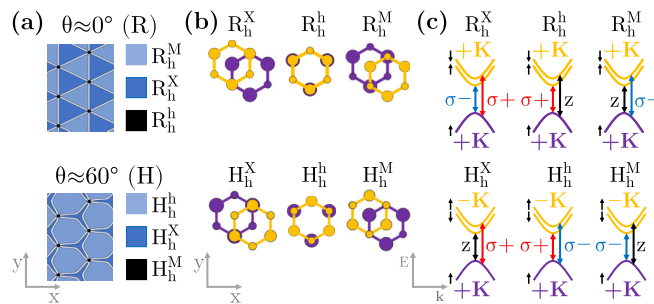 (a) θ≈0° (R)
R_h^M
R_h^X
R_h^h
θ≈60° (H)
H_h^h
H_h^X
H_h^M
y
x
(b) R_h^X R_h^h R_h^M
H_h^X H_h^h H_h^M
y
x
(c) R_h^X R_h^h R_h^M
+K +K +K
σ− σ+ σ+ z z σ−
+K +K +K
H_h^X H_h^h H_h^M
−K −K −K
z σ+ σ+ σ− σ− z
+K +K +K
E
k